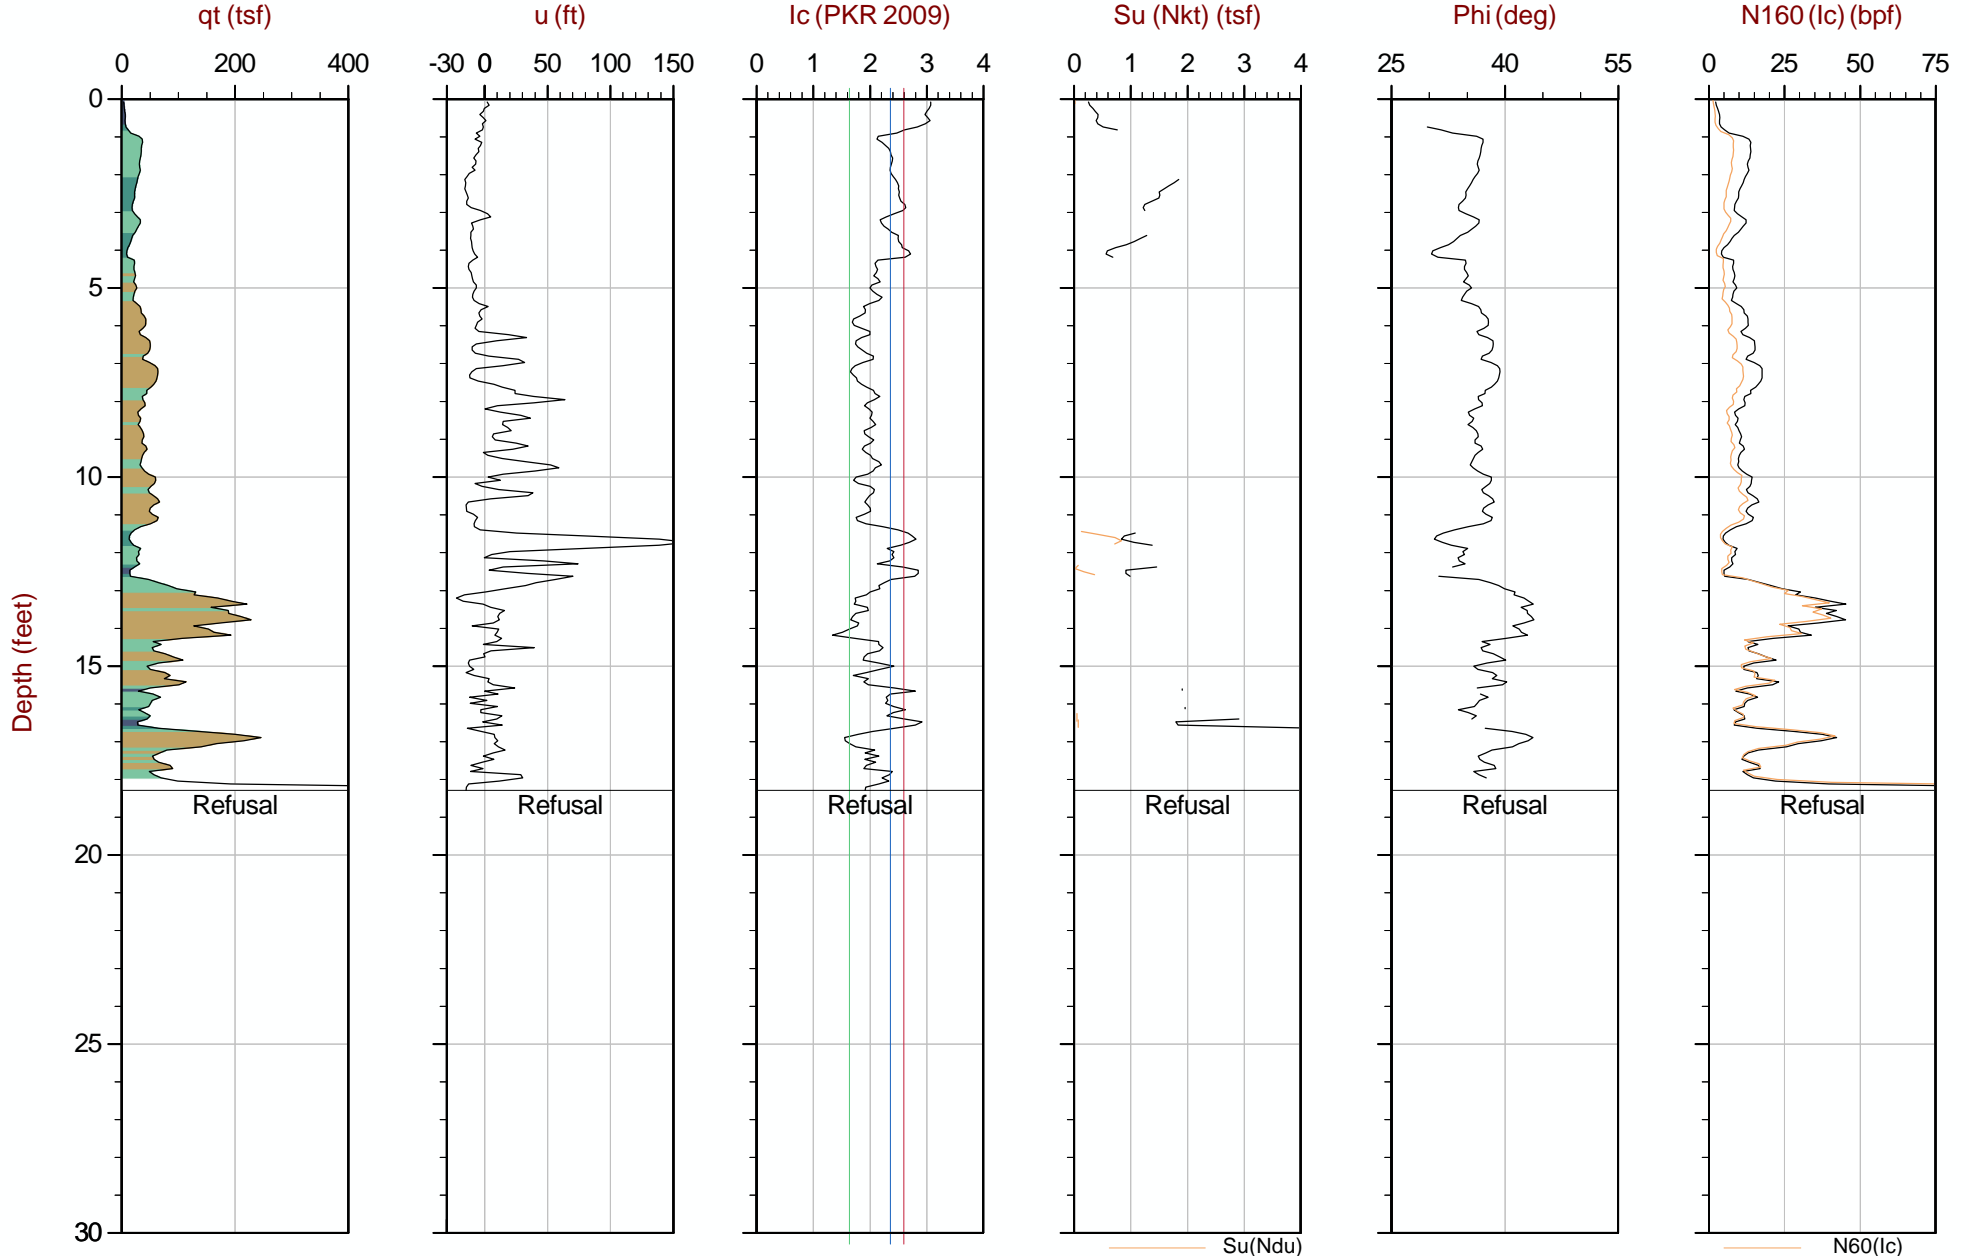 qt (tsf) u (ft) Ic (PKR 2009) Su (Nkt) (tsf) Phi (deg) N160 (Ic) (bpf)
0 200 400 -30 0 50 100 150 0 1 2 3 4 0 1 2 3 4 25 40 55 0 25 50 75
0
5
10
Depth (feet)
15
Refusal Refusal Refusal Refusal Refusal Refusal
20
25
30
Su(Ndu) N60(Ic)